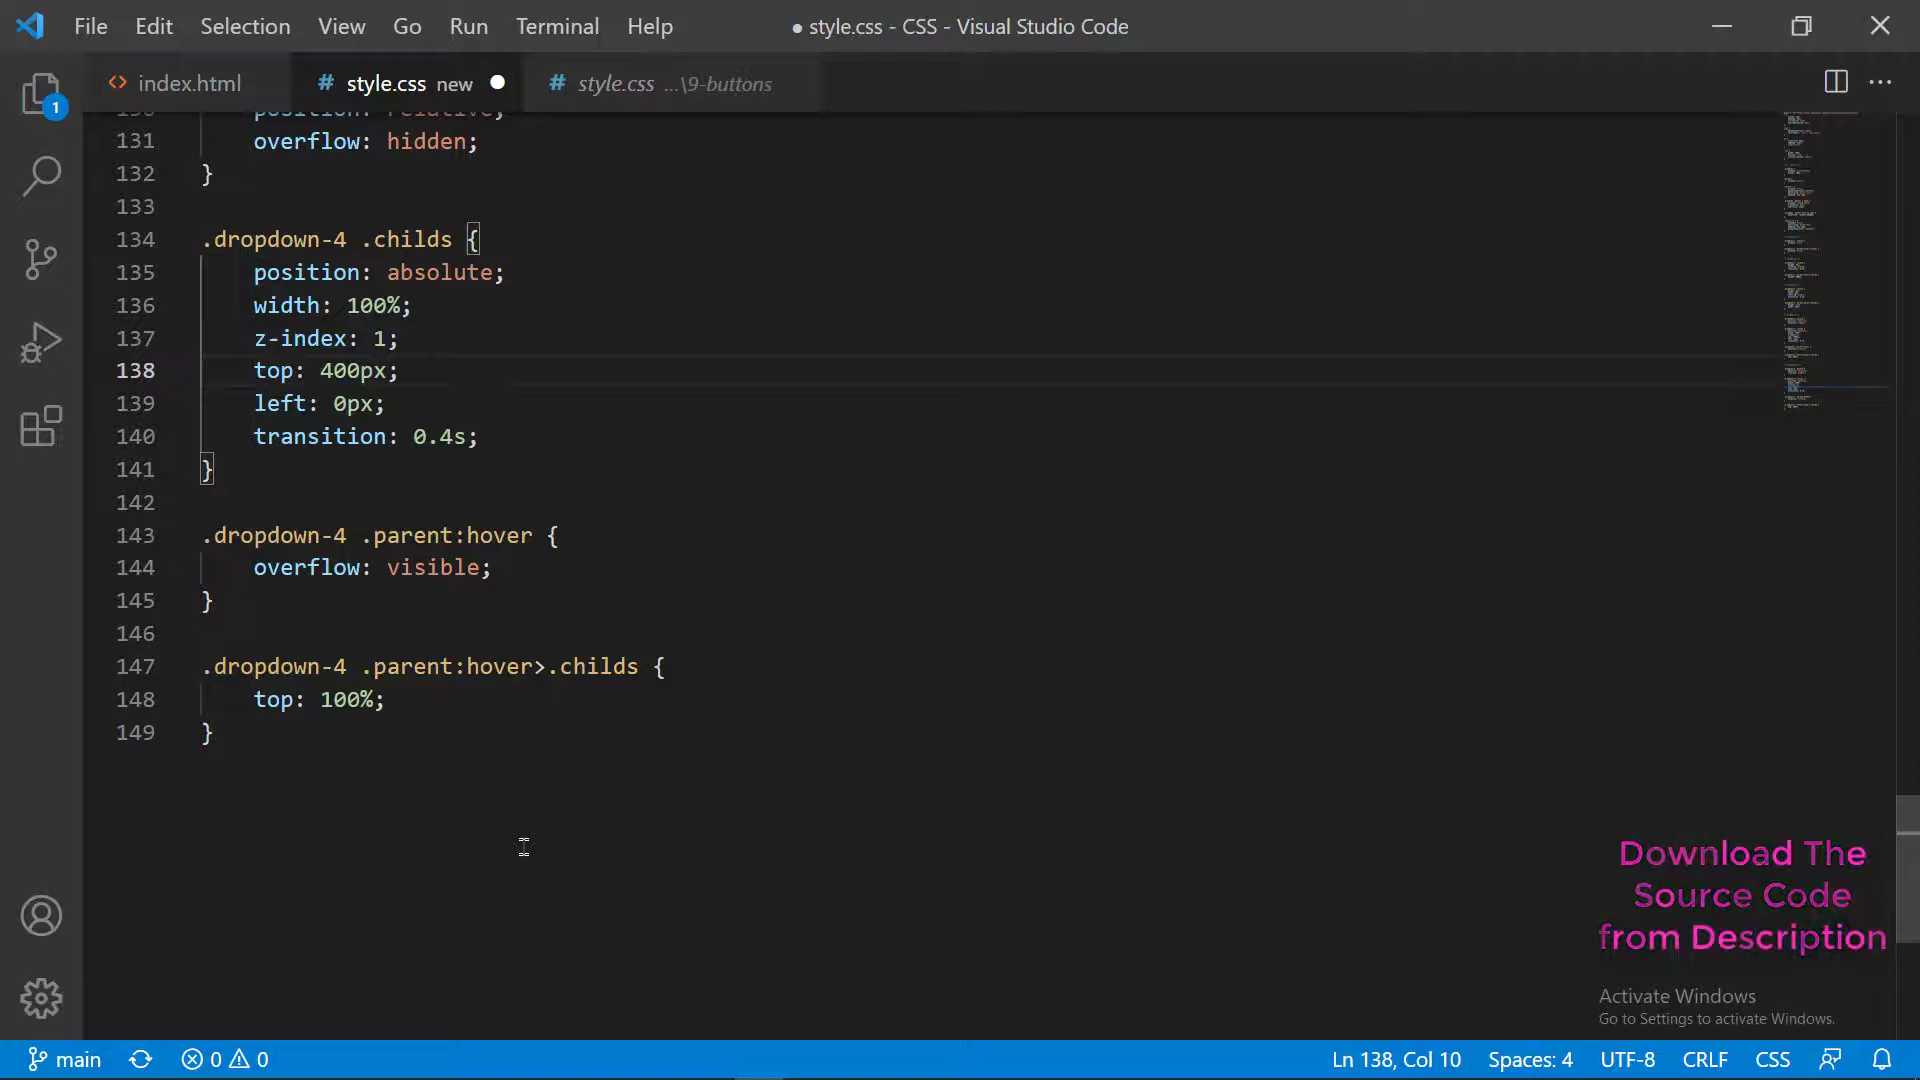 File Edit Selection View Go Run Terminal Help ● style.css - CSS - Visual Studio Code
index.html # style.css new # style.css ...\9-buttons
130 position: relative;
131 overflow: hidden;
132 }
133
134 .dropdown-4 .childs {
135 position: absolute;
136 width: 100%;
137 z-index: 1;
138 top: 400px;
139 left: 0px;
140 transition: 0.4s;
141 }
142
143 .dropdown-4 .parent:hover {
144 overflow: visible;
145 }
146
147 .dropdown-4 .parent:hover>.childs {
148 top: 100%;
149 }
1
Download The
Source Code
from Description
Activate Windows
Go to Settings to activate Windows.
main 0 0 Ln 138, Col 10 Spaces: 4 UTF-8 CRLF CSS